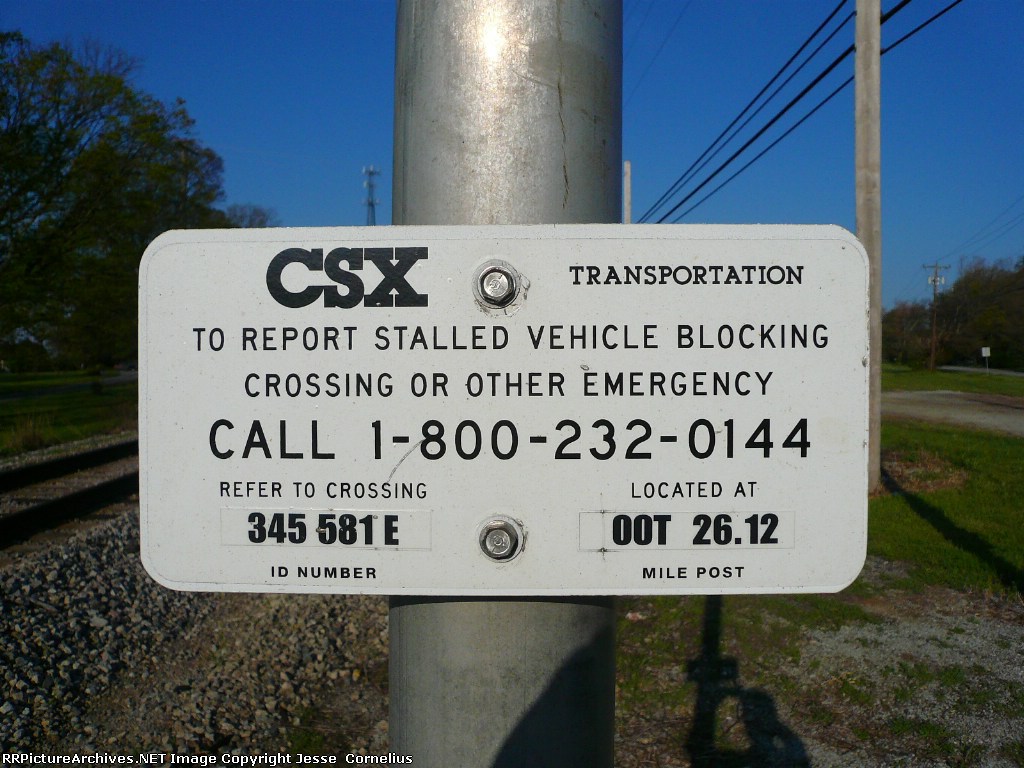 CSX TRANSPORTATION
TO REPORT STALLED VEHICLE BLOCKING
CROSSING OR OTHER EMERGENCY
CALL 1-800-232-0144
REFER TO CROSSING
345 581 E
ID NUMBER
LOCATED AT
OOT 26.12
MILE POST
RRPictureArchives.NET Image Copyright Jesse Cornelius